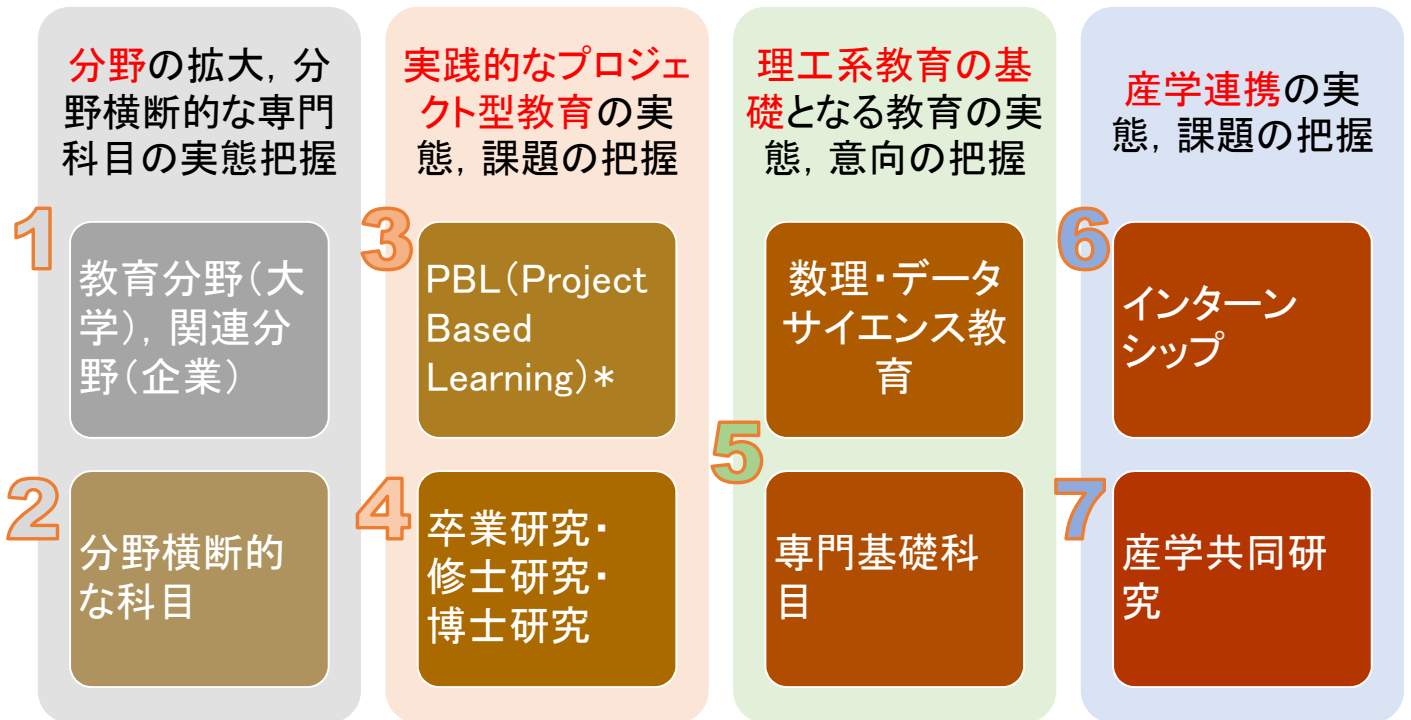 分野の拡大，分
野横断的な専門
科目の実態把握
1
教育分野（大
学），関連分
野（企業）
2
分野横断的
な科目
実践的なプロジェ
クト型教育の実
態，課題の把握
3
PBL（Project
Based
Learning）*
4
卒業研究・
修士研究・
博士研究
理工系教育の基
礎となる教育の実
態，意向の把握
数理・データ
サイエンス教
育
5
専門基礎科
目
産学連携の実
態，課題の把握
6
インターン
シップ
7
産学共同研
究